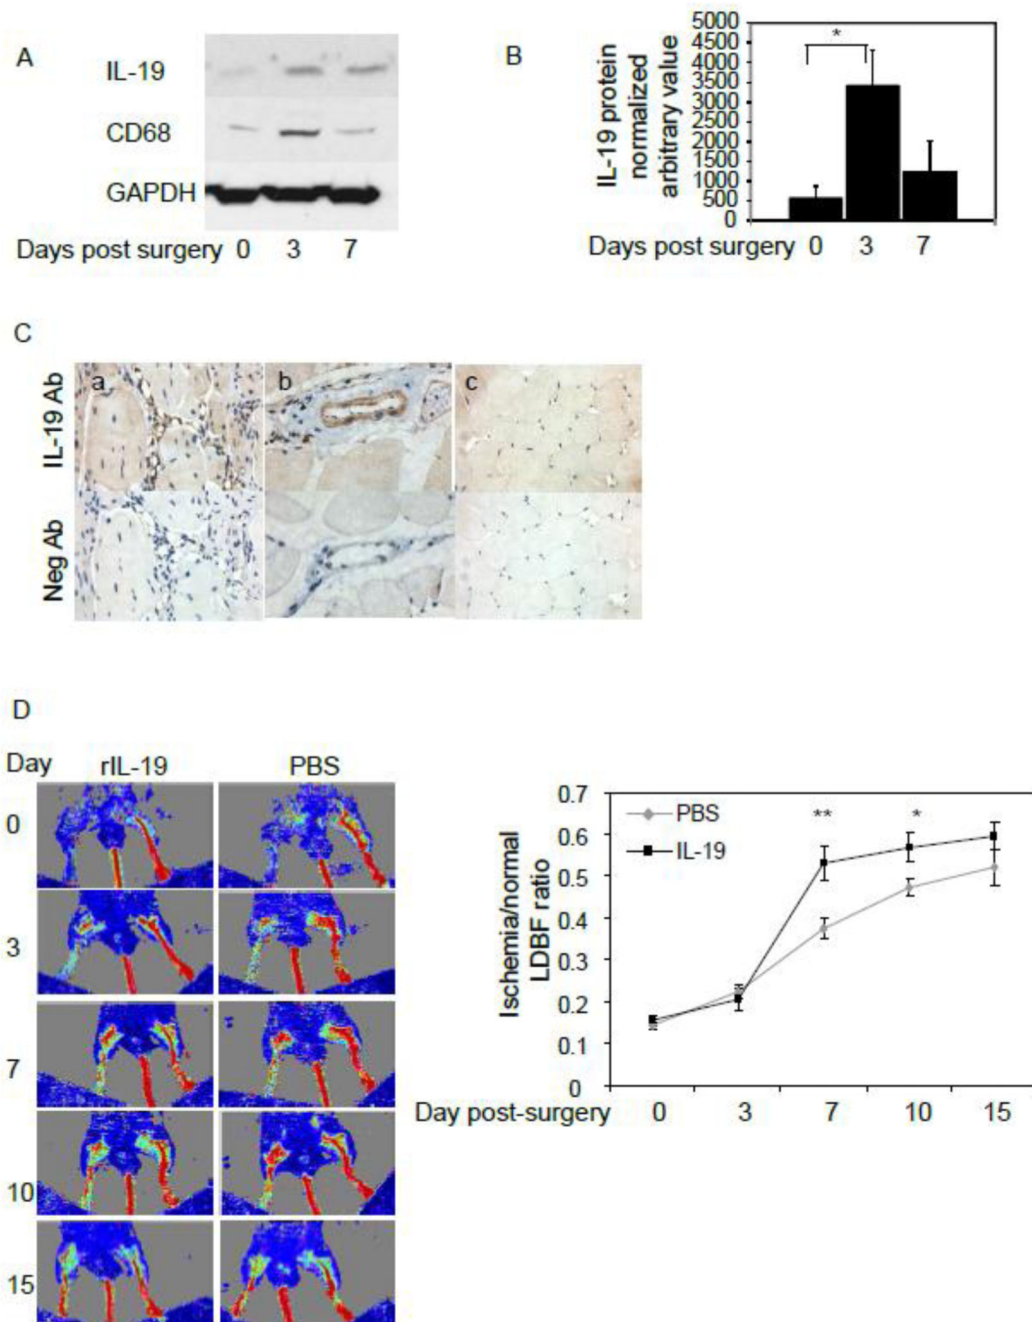 A
IL-19
CD68
GAPDH
Days post surgery 0 3 7
B
IL-19 protein
normalized
arbitrary value
5000
4500
4000
3500
3000
2500
2000
1500
1000
500
0
*
Days post surgery 0 3 7
C
IL-19 Ab
a
b
c
Neg Ab
D
Day rIL-19 PBS
0
3
7
10
15
Ischemia/normal
LDBF ratio
0.7
0.6
0.5
0.4
0.3
0.2
0.1
0
PBS
IL-19
** *
Day post-surgery 0 3 7 10 15